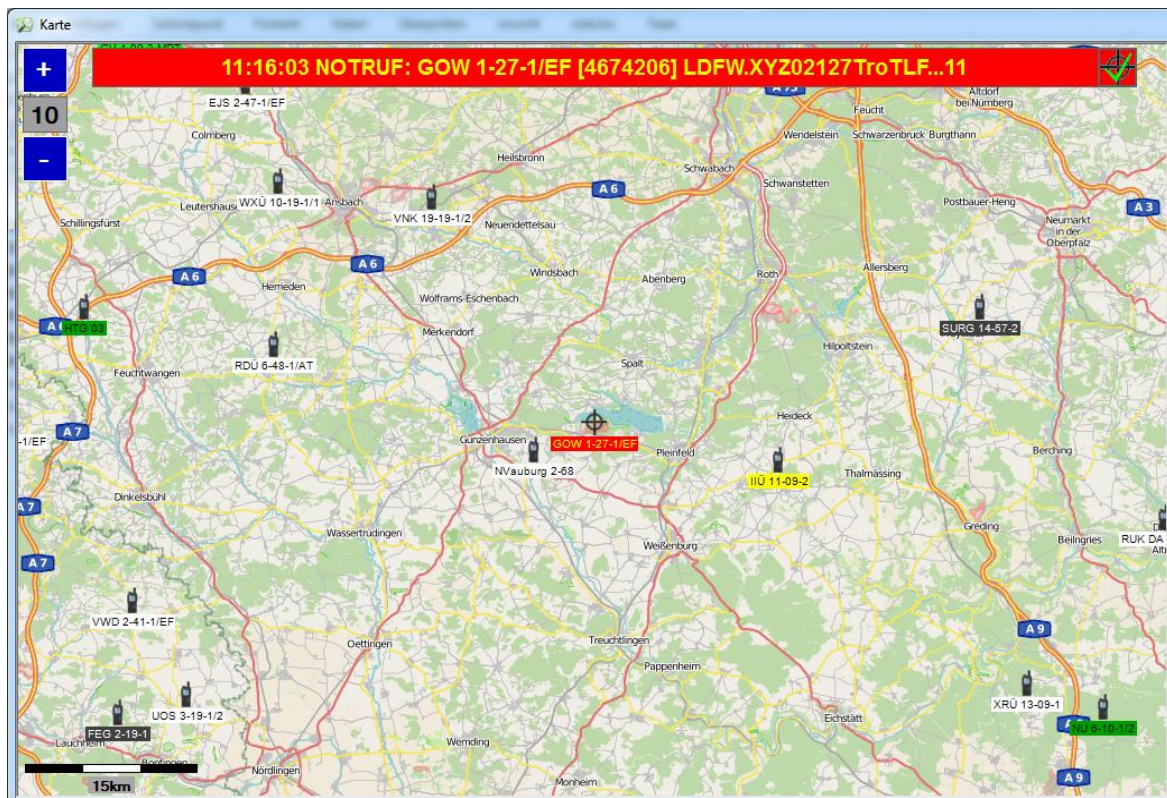 Karte
11:16:03 NOTRUF: GOW 1-27-1/EF [4674206] LDFW.XYZ02127TroTLF...11
+
10
-
EJS 2-47-1/EF
A73
Altdorf
bei Nürnberg
Feucht
Colmberg
Wendelstein
Schwarzenbruck
Burgthann
Heilsbronn
Schwabach
Schwanstetten
Leutershausen
WXÜ 10-19-1/1
Ansbach
VNK 19-19-1/2
A 6
Postbauer-Heng
A 3
Schillingsfürst
Neuendettelsau
Neumarkt
in der
Oberpfalz
A 6
A 6
Windsbach
Abenberg
Roth
Allersberg
Herrieden
Wolframs-Eschenbach
HTG 03
Merkendorf
SURG 14-57-2
Hilpoltstein
RDÜ 6-48-1/AT
Feuchtwangen
Spalt
Heideck
A 7
-1/EF
Gunzenhausen
GOW 1-27-1/EF
Pleinfeld
Berching
NVauburg 2-68
IIÜ 11-09-2
Thalmässing
Dinkelsbühl
A 7
Wassertrüdingen
Greding
Weißenburg
Beilngries
RUK DA
A 7
VWD 2-41-1/EF
A 9
Oettingen
Treuchtlingen
Pappenheim
XRÜ 13-09-1
UOS 3-19-1/2
Eichstätt
FEG 2-19-1
NU 6-10-1/2
Lauchheim
Wemding
Bopfingen
Nördlingen
A 9
Monheim
15km